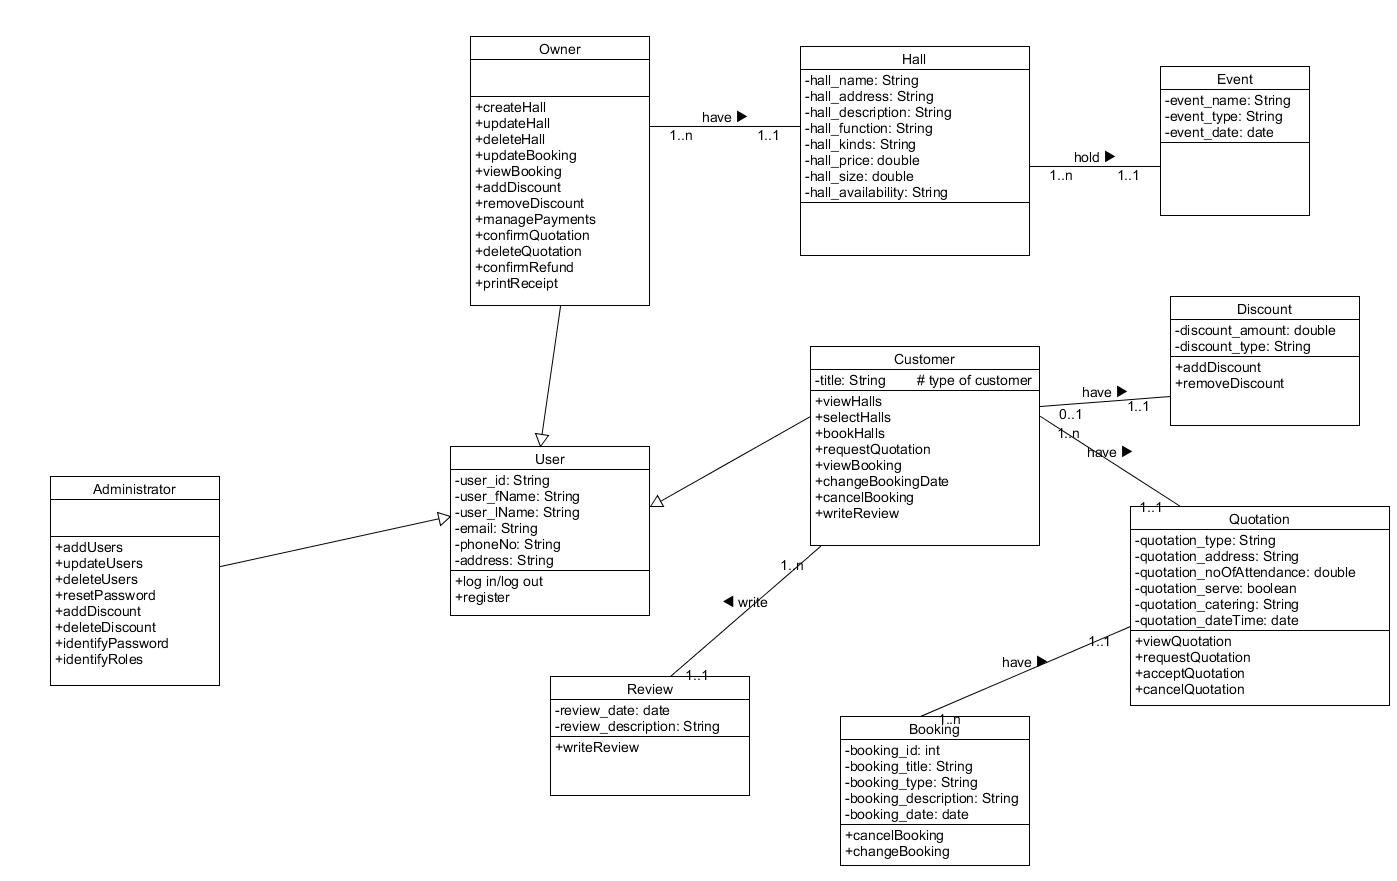 Owner
+createHall
+updateHall
+deleteHall
+updateBooking
+viewBooking
+addDiscount
+removeDiscount
+managePayments
+confirmQuotation
+deleteQuotation
+confirmRefund
+printReceipt
have ▶
1..n 1..1
Hall
-hall_name: String
-hall_address: String
-hall_description: String
-hall_function: String
-hall_kinds: String
-hall_price: double
-hall_size: double
-hall_availability: String
hold ▶
1..n 1..1
Event
-event_name: String
-event_type: String
-event_date: date
Discount
-discount_amount: double
-discount_type: String
+addDiscount
+removeDiscount
Customer
-title: String # type of customer
+viewHalls
+selectHalls
+bookHalls
+requestQuotation
+viewBooking
+changeBookingDate
+cancelBooking
+writeReview
have ▶
0..1 1..1
1..n
have ▶
1..1
User
-user_id: String
-user_fName: String
-user_lName: String
-email: String
-phoneNo: String
-address: String
+log in/log out
+register
Administrator
+addUsers
+updateUsers
+deleteUsers
+resetPassword
+addDiscount
+deleteDiscount
+identifyPassword
+identifyRoles
Quotation
-quotation_type: String
-quotation_address: String
-quotation_noOfAttendance: double
-quotation_serve: boolean
-quotation_catering: String
-quotation_dateTime: date
+viewQuotation
+requestQuotation
+acceptQuotation
+cancelQuotation
1..n
◀ write
1..1
Review
-review_date: date
-review_description: String
+writeReview
1..1
have ▶
1..n
Booking
-booking_id: int
-booking_title: String
-booking_type: String
-booking_description: String
-booking_date: date
+cancelBooking
+changeBooking